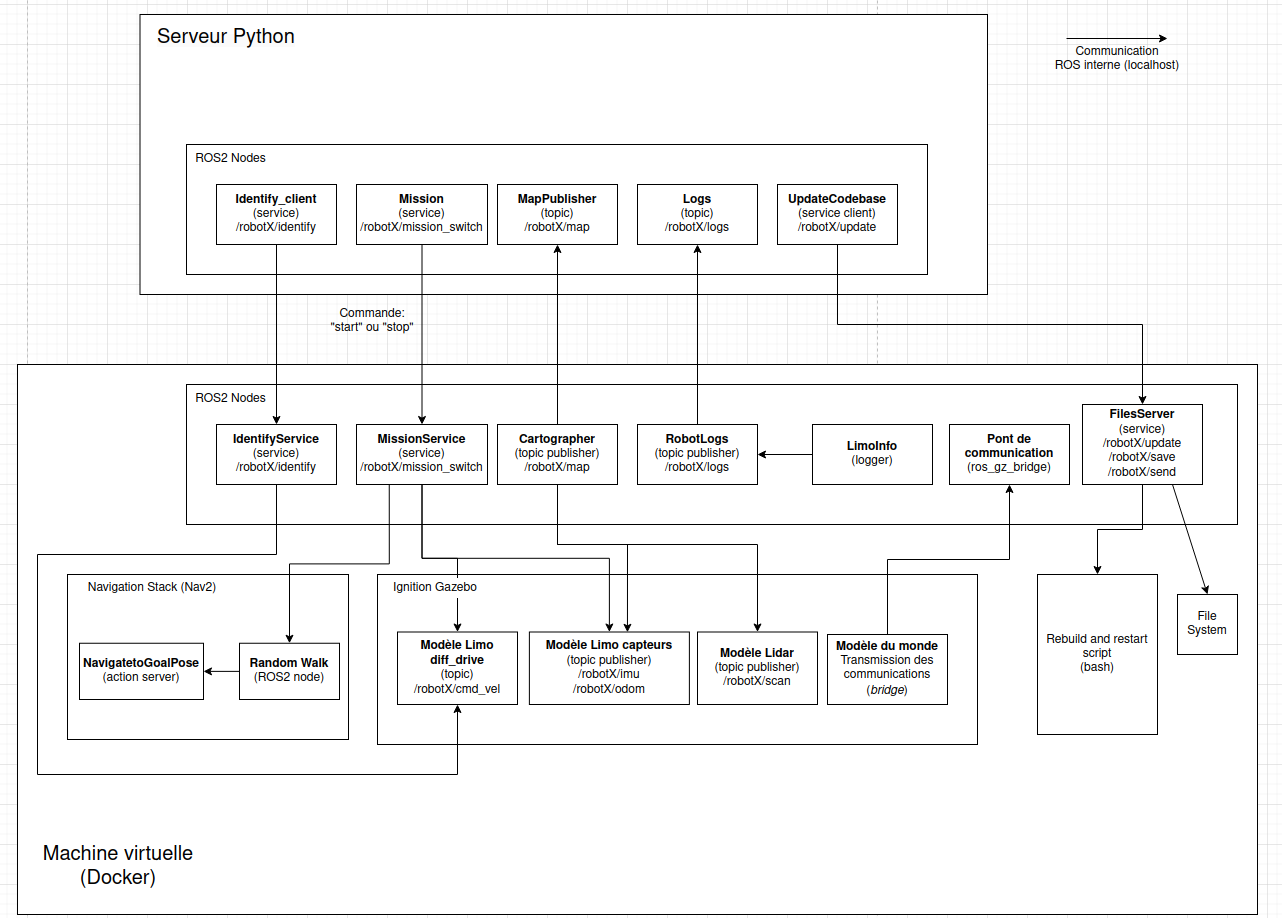 Serveur Python
Communication
ROS interne (localhost)
ROS2 Nodes
Identify_client
(service)
/robotX/identify
Mission
(service)
/robotX/mission_switch
MapPublisher
(topic)
/robotX/map
Logs
(topic)
/robotX/logs
UpdateCodebase
(service client)
/robotX/update
Commande:
"start" ou "stop"
ROS2 Nodes
IdentifyService
(service)
/robotX/identify
MissionService
(service)
/robotX/mission_switch
Cartographer
(topic publisher)
/robotX/map
RobotLogs
(topic publisher)
/robotX/logs
LimoInfo
(logger)
Pont de
communication
(ros_gz_bridge)
FilesServer
(service)
/robotX/update
/robotX/save
/robotX/send
Navigation Stack (Nav2)
NavigatetoGoalPose
(action server)
Random Walk
(ROS2 node)
Ignition Gazebo
Modèle Limo
diff_drive
(topic)
/robotX/cmd_vel
Modèle Limo capteurs
(topic publisher)
/robotX/imu
/robotX/odom
Modèle Lidar
(topic publisher)
/robotX/scan
Modèle du monde
Transmission des
communications
(bridge)
Rebuild and restart
script
(bash)
File
System
Machine virtuelle
(Docker)